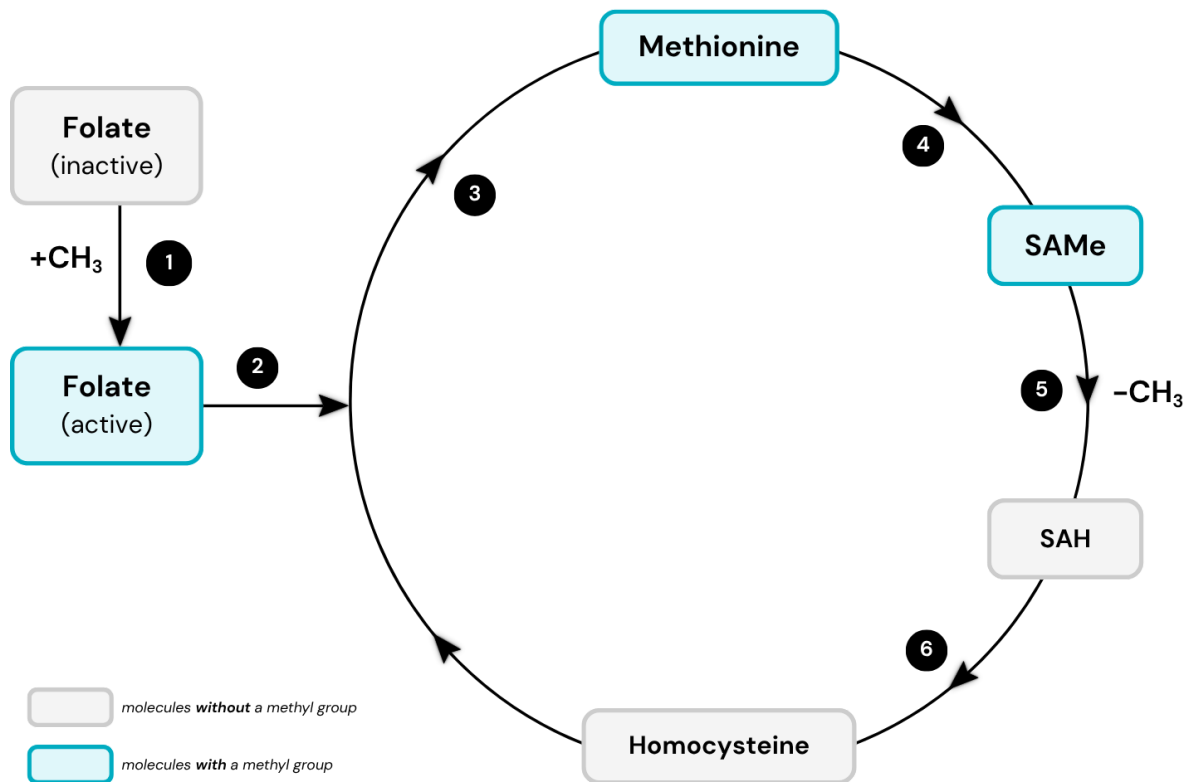 Methionine
Folate
(inactive)
4
3
+CH₃
1
SAMe
Folate
(active)
2
5
–CH₃
SAH
6
molecules without a methyl group
Homocysteine
molecules with a methyl group